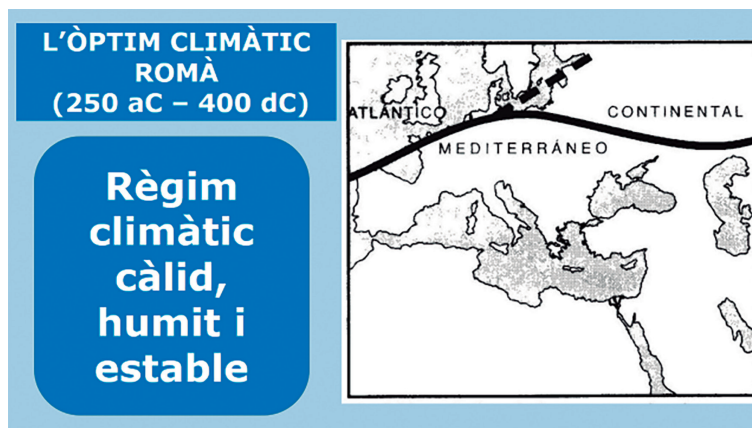 L'ÒPTIM CLIMÀTIC
ROMÀ
(250 aC – 400 dC)
Règim
climàtic
càlid,
humit i
estable
ATLÁNTICO
CONTINENTAL
MEDITERRÁNEO